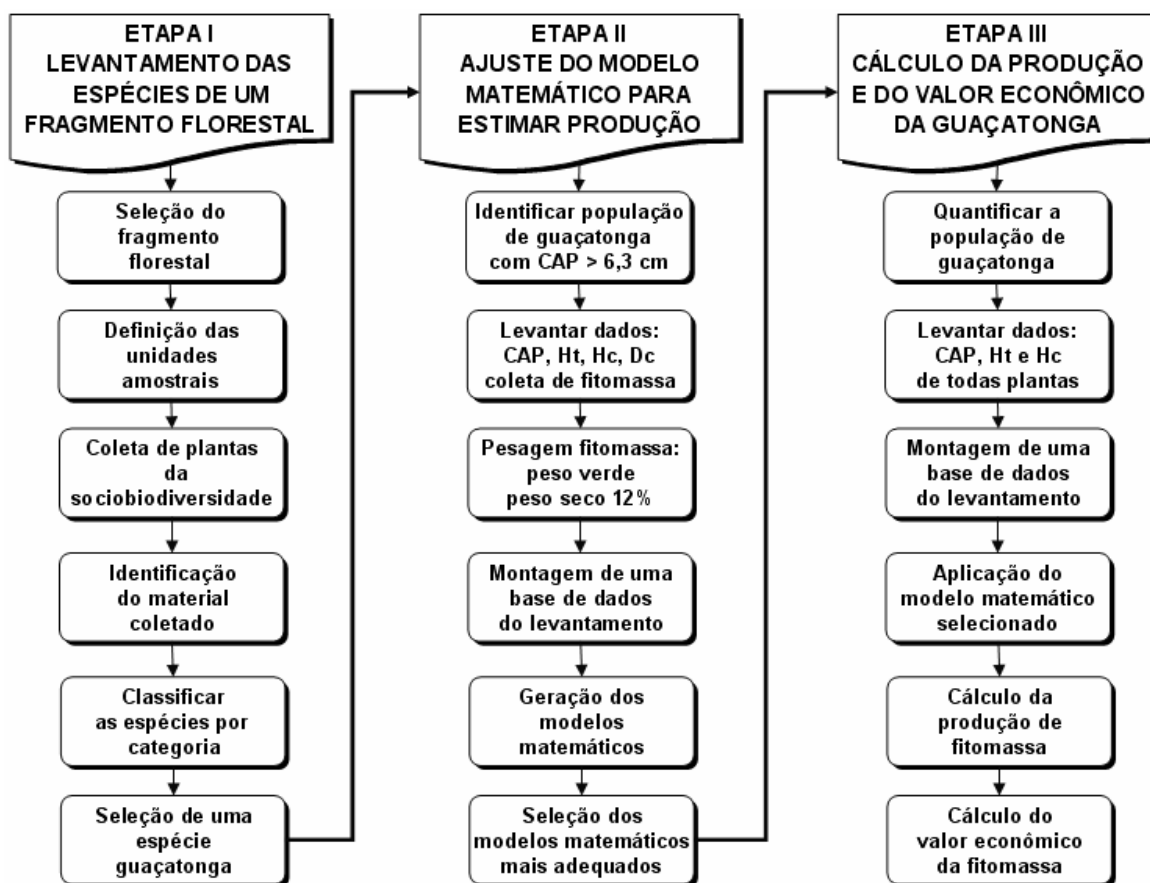 ETAPA I
LEVANTAMENTO DAS
ESPÉCIES DE UM
FRAGMENTO FLORESTAL
Seleção do
fragmento
florestal
Definição das
unidades
amostrais
Coleta de plantas
da
sociobiodiversidade
Identificação
do material
coletado
Classificar
as espécies por
categoria
Seleção de uma
espécie
guaçatonga
ETAPA II
AJUSTE DO MODELO
MATEMÁTICO PARA
ESTIMAR PRODUÇÃO
Identificar população
de guaçatonga
com CAP > 6,3 cm
Levantar dados:
CAP, Ht, Hc, Dc
coleta de fitomassa
Pesagem fitomassa:
peso verde
peso seco 12%
Montagem de uma
base de dados
do levantamento
Geração dos
modelos
matemáticos
Seleção dos
modelos matemáticos
mais adequados
ETAPA III
CÁLCULO DA PRODUÇÃO
E DO VALOR ECONÔMICO
DA GUAÇATONGA
Quantificar a
população de
guaçatonga
Levantar dados:
CAP, Ht e Hc
de todas plantas
Montagem de uma
base de dados
do levantamento
Aplicação do
modelo matemático
selecionado
Cálculo da
produção de
fitomassa
Cálculo do
valor econômico
da fitomassa